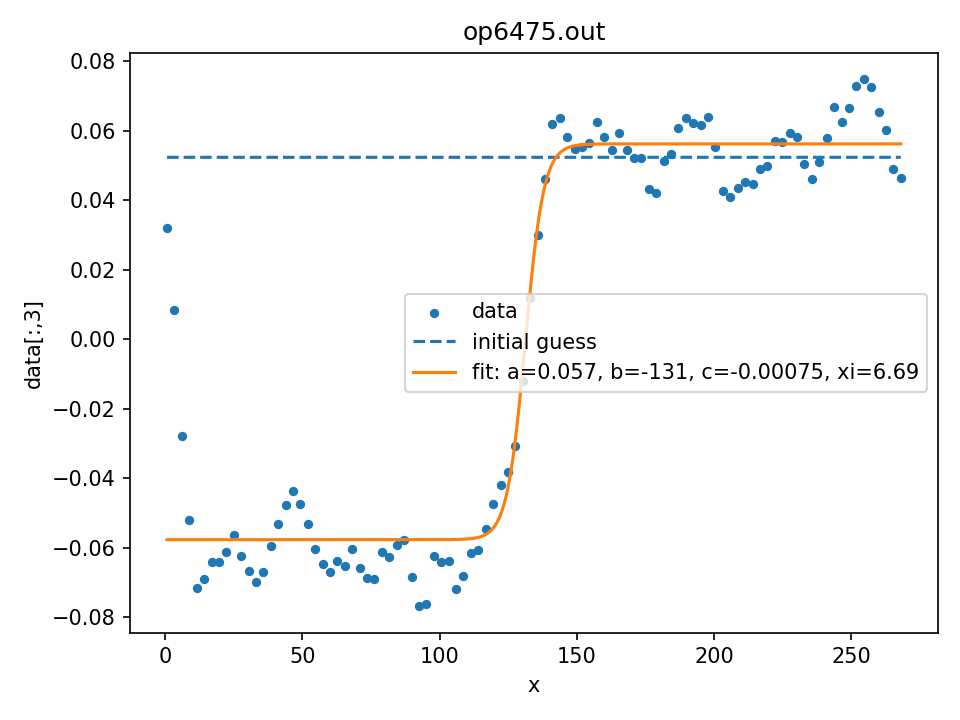 op6475.out
0.08
0.06
0.04
0.02
0.00
−0.02
−0.04
−0.06
−0.08
data[:,3]
data
initial guess
fit: a=0.057, b=-131, c=-0.00075, xi=6.69
0 50 100 150 200 250
x